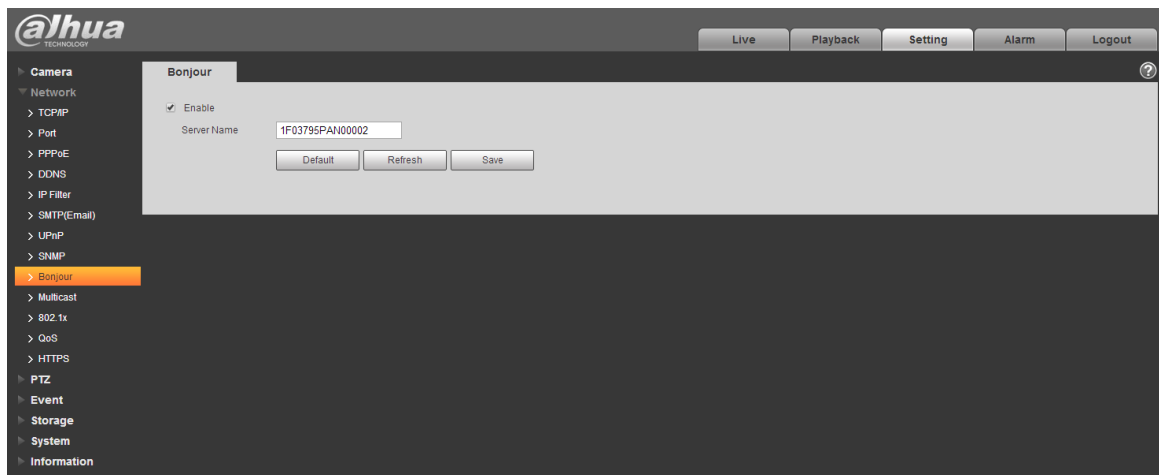 alhua
TECHNOLOGY
Live Playback Setting Alarm Logout
Camera
Bonjour
?
Network
Enable
TCP/IP
Server Name 1F03795PAN00002
Port
Default Refresh Save
PPPoE
DDNS
IP Filter
SMTP(Email)
UPnP
SNMP
Bonjour
Multicast
802.1x
QoS
HTTPS
PTZ
Event
Storage
System
Information